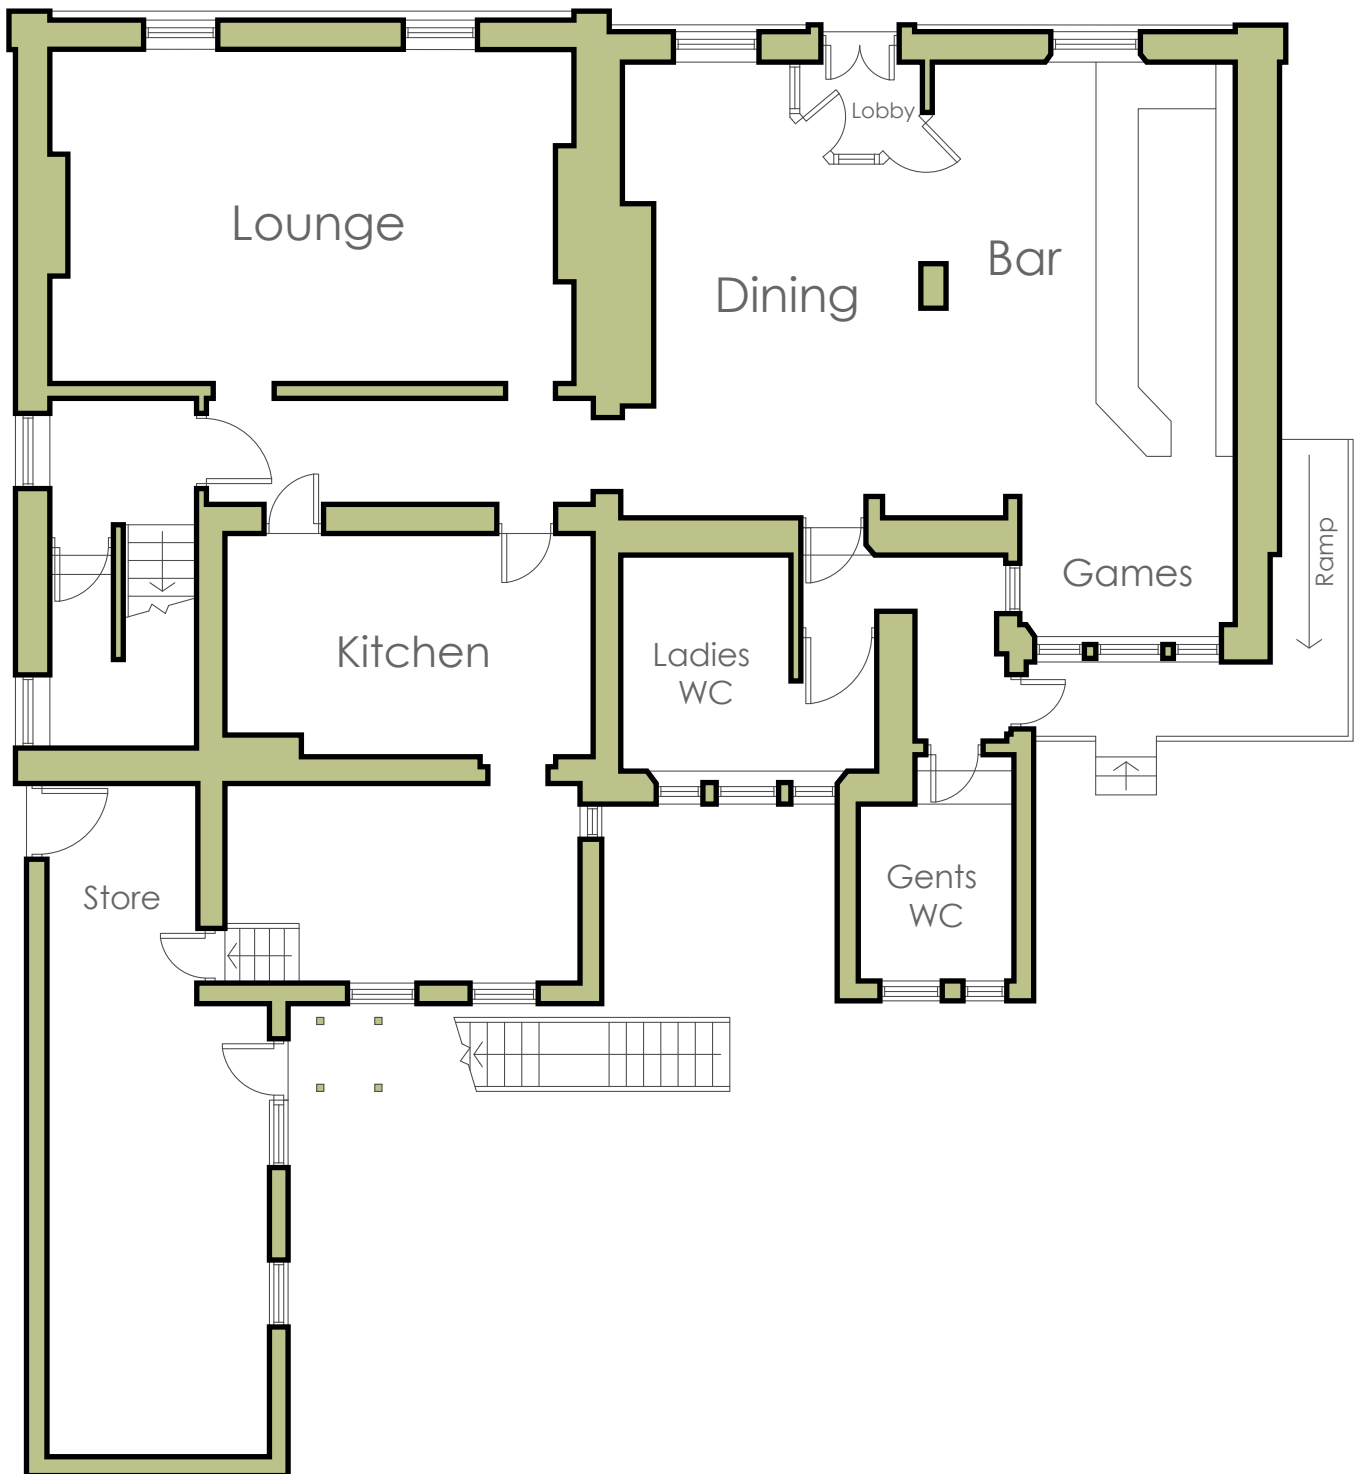 Lobby
Lounge
Bar
Dining
Ramp
Games
Kitchen
Ladies
WC
Gents
WC
Store